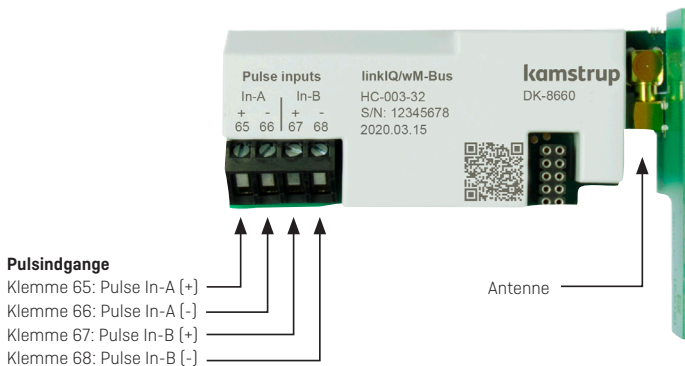 Pulse inputs
In-A In-B
+ - + -
65 66 67 68
linkIQ/wM-Bus
HC-003-32
S/N: 12345678
2020.03.15
kamstrup
DK-8660
Pulsindgange
Klemme 65: Pulse In-A (+)
Klemme 66: Pulse In-A (-)
Klemme 67: Pulse In-B (+)
Klemme 68: Pulse In-B (-)
Antenne